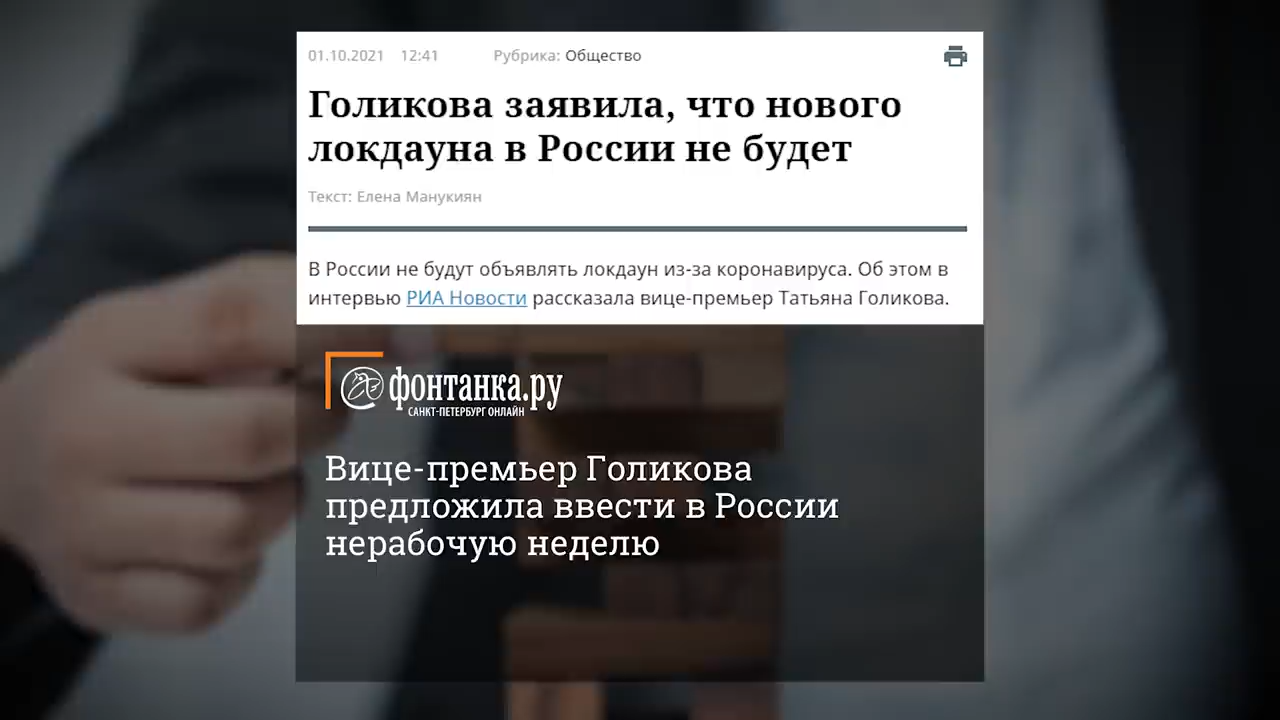 01.10.2021 12:41 Рубрика: Общество
Голикова заявила, что нового
локдауна в России не будет
Текст: Елена Манукиян
В России не будут объявлять локдаун из-за коронавируса. Об этом в
интервью РИА Новости рассказала вице-премьер Татьяна Голикова.
фонтанка.ру
САНКТ-ПЕТЕРБУРГ ОНЛАЙН
Вице-премьер Голикова
предложила ввести в России
нерабочую неделю